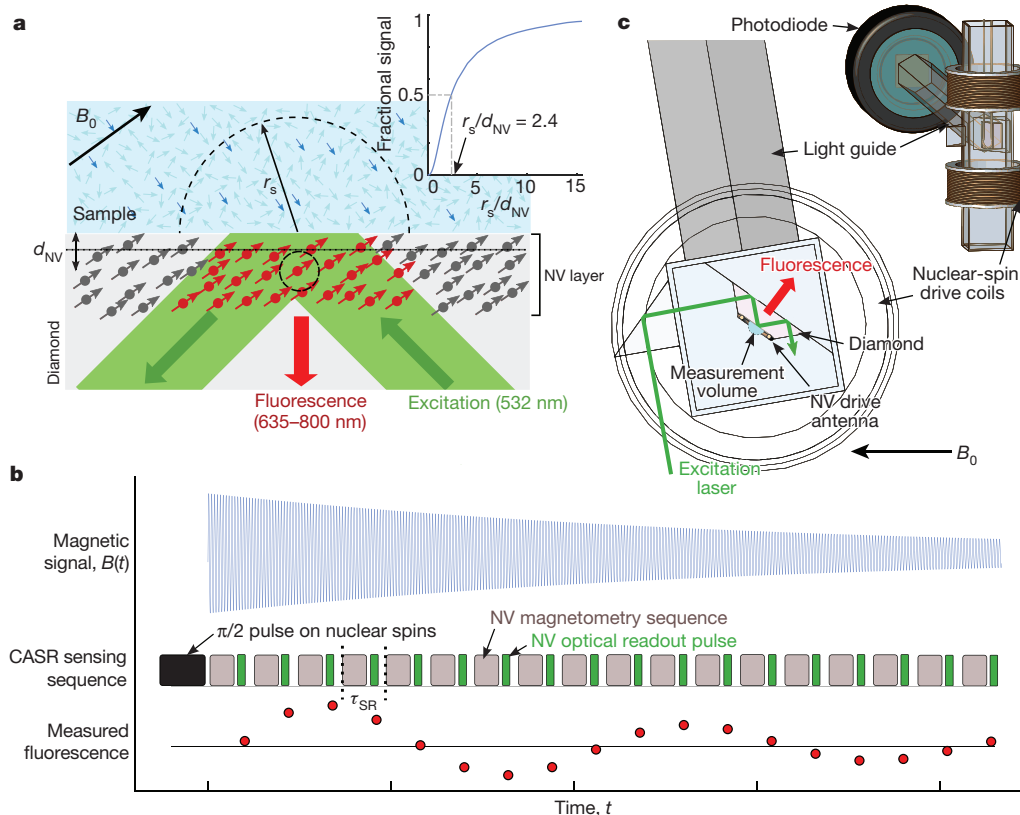 a
B0
rs
Sample
dNV
Diamond
NV layer
Fluorescence
(635–800 nm)
Excitation (532 nm)
Fractional signal
1
0.5
0
rs/dNV = 2.4
0
5
10
15
rs/dNV
c
Photodiode
Light guide
Nuclear-spin
drive coils
Fluorescence
Diamond
Measurement
volume
NV drive
antenna
Excitation
laser
B0
b
Magnetic
signal, B(t)
π/2 pulse on nuclear spins
NV magnetometry sequence
NV optical readout pulse
CASR sensing
sequence
τSR
Measured
fluorescence
Time, t